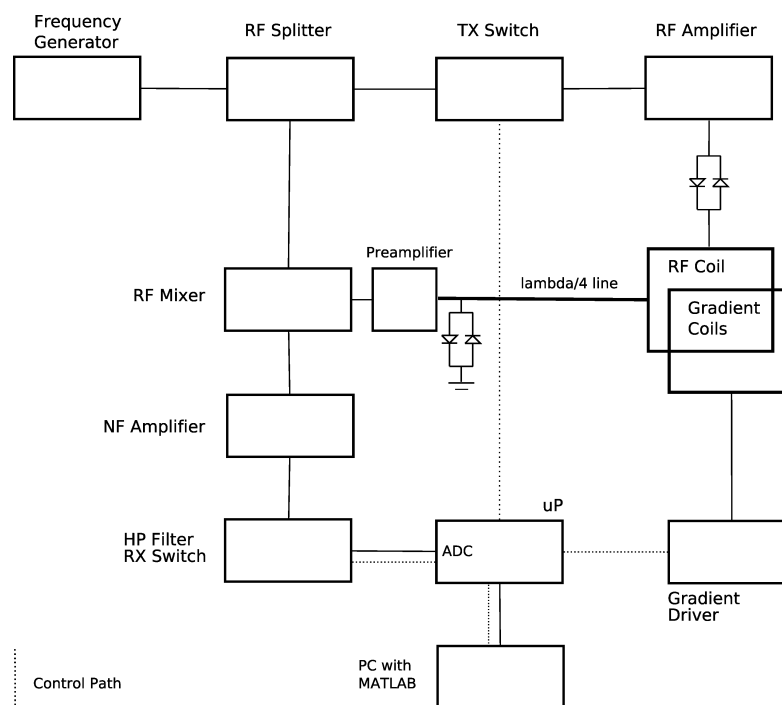 Frequency
Generator
RF Splitter
TX Switch
RF Amplifier
Preamplifier
RF Mixer
lambda/4 line
RF Coil
Gradient
Coils
NF Amplifier
uP
HP Filter
RX Switch
ADC
Gradient
Driver
PC with
MATLAB
Control Path